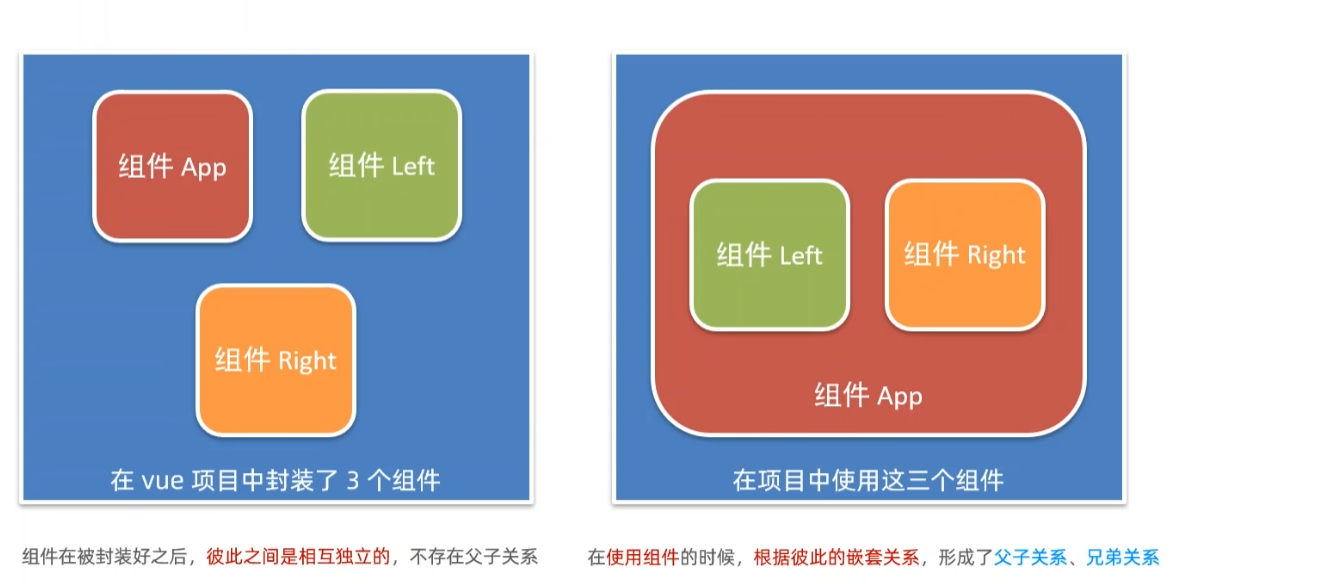 组件 App
组件 Left
组件 Right
在 vue 项目中封装了 3 个组件
组件在被封装好之后，彼此之间是相互独立的，不存在父子关系
组件 Left
组件 Right
组件 App
在项目中使用这三个组件
在使用组件的时候，根据彼此的嵌套关系，形成了父子关系、兄弟关系